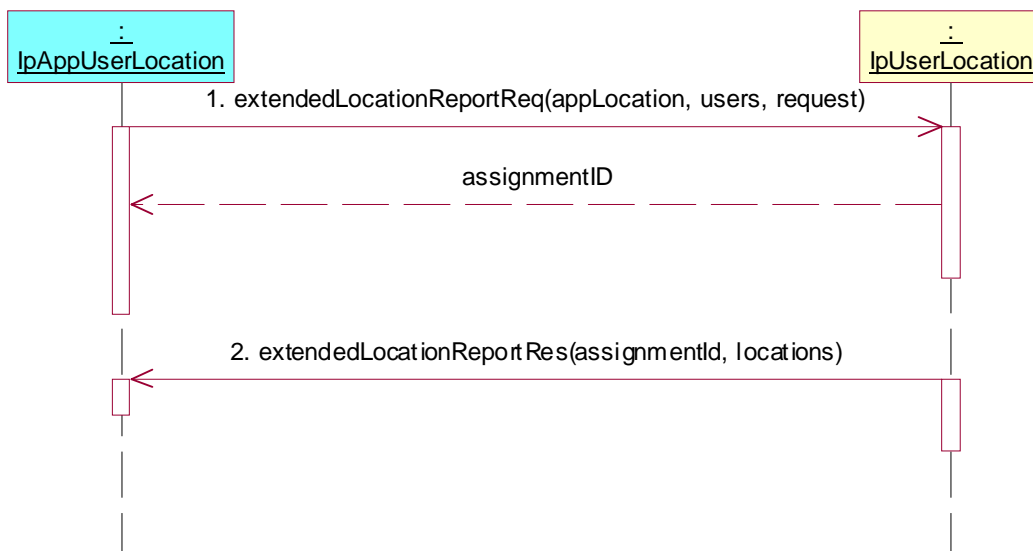 :
IpAppUserLocation
:
IpUserLocation
1. extendedLocationReportReq(appLocation, users, request)
assignmentID
2. extendedLocationReportRes(assignmentId, locations)